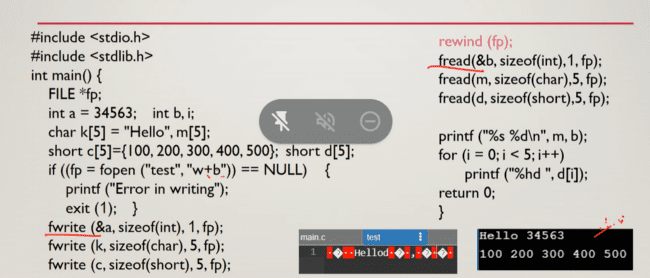 #include <stdio.h>
#include <stdlib.h>
int main() {
FILE *fp;
int a = 34563; int b, i;
char k[5] = "Hello", m[5];
short c[5]={100, 200, 300, 400, 500}; short d[5];
if ((fp = fopen ("test", "w+b")) == NULL) {
printf ("Error in writing");
exit (1); }
fwrite (&a, sizeof(int), 1, fp);
fwrite (k, sizeof(char), 5, fp);
fwrite (c, sizeof(short), 5, fp);
rewind (fp);
fread(&b, sizeof(int),1, fp);
fread(m, sizeof(char),5, fp);
fread(d, sizeof(short),5, fp);
printf ("%s %d\n", m, b);
for (i = 0; i < 5; i++)
printf ("%hd ", d[i]);
return 0;
}
main.c test
1 Hellod
Hello 34563
100 200 300 400 500